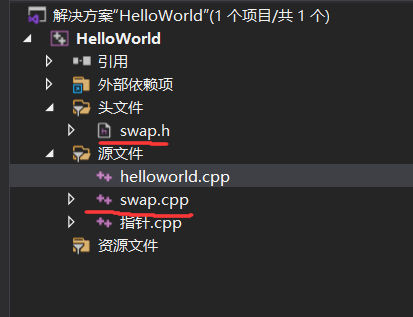 解决方案“HelloWorld”(1 个项目/共 1 个)
HelloWorld
引用
外部依赖项
头文件
swap.h
源文件
helloworld.cpp
swap.cpp
指针.cpp
资源文件